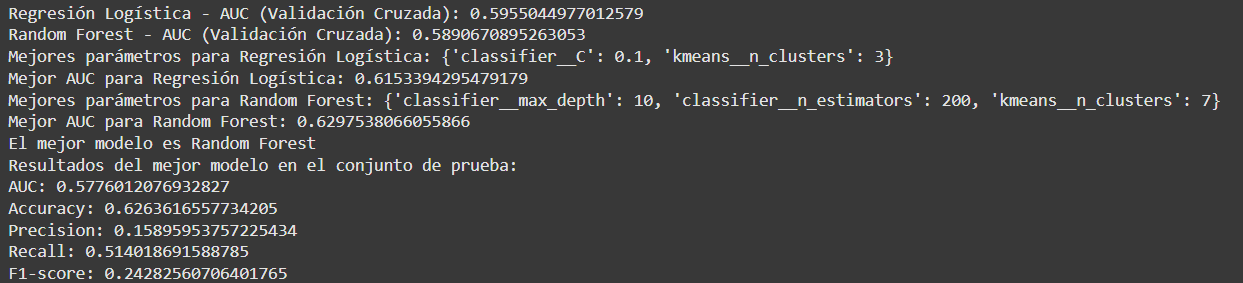 Regresión Logística - AUC (Validación Cruzada): 0.5955044977012579
Random Forest - AUC (Validación Cruzada): 0.5890670895263053
Mejores parámetros para Regresión Logística: {'classifier__C': 0.1, 'kmeans__n_clusters': 3}
Mejor AUC para Regresión Logística: 0.6153394295479179
Mejores parámetros para Random Forest: {'classifier__max_depth': 10, 'classifier__n_estimators': 200, 'kmeans__n_clusters': 7}
Mejor AUC para Random Forest: 0.6297538066055866
El mejor modelo es Random Forest
Resultados del mejor modelo en el conjunto de prueba:
AUC: 0.5776012076932827
Accuracy: 0.6263616557734205
Precision: 0.15895953757225434
Recall: 0.514018691588785
F1-score: 0.24282560706401765